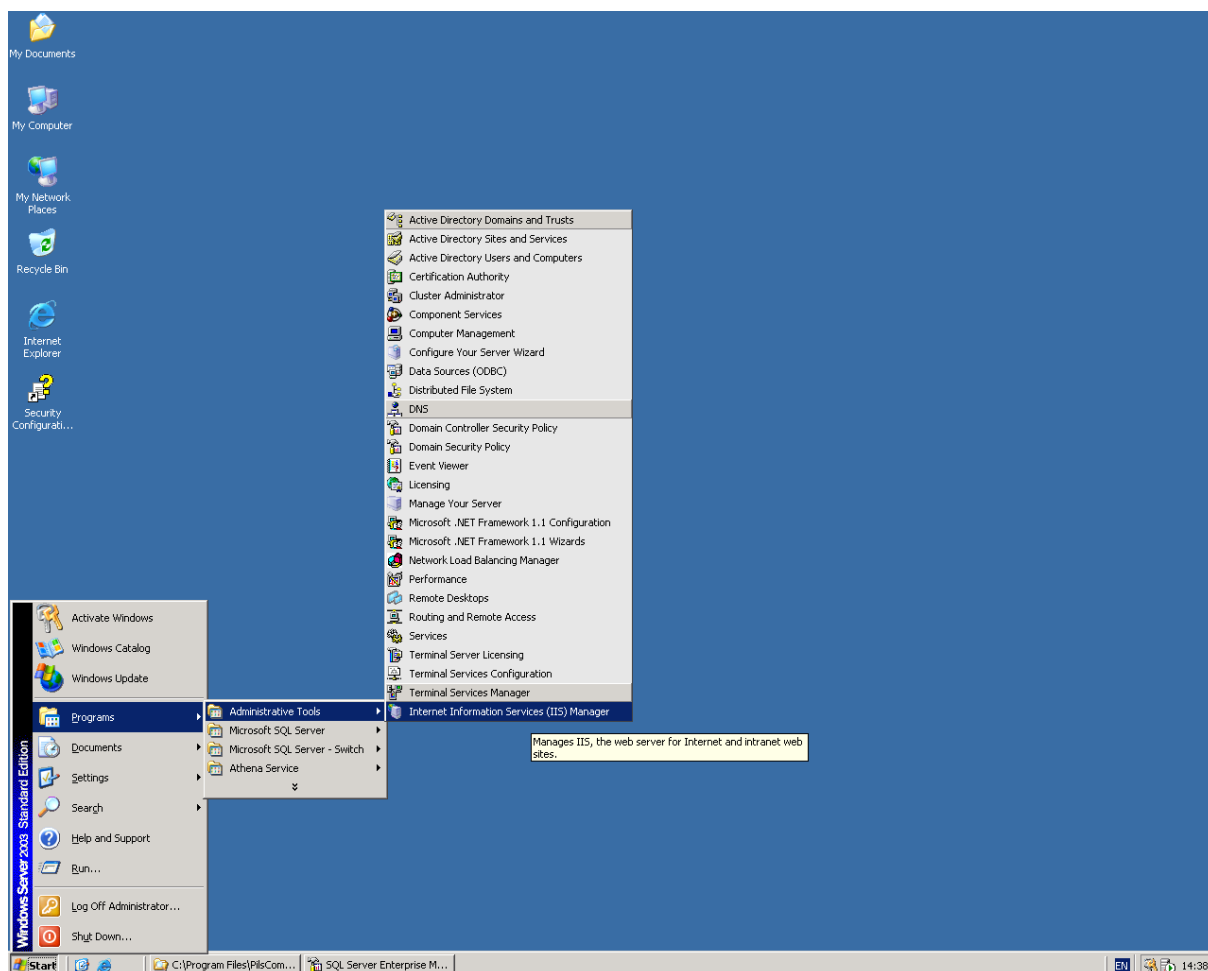 My Documents
My Computer
My Network
Places
Recycle Bin
Internet
Explorer
Security
Configurati...
Active Directory Domains and Trusts
Active Directory Sites and Services
Active Directory Users and Computers
Certification Authority
Cluster Administrator
Component Services
Computer Management
Configure Your Server Wizard
Data Sources (ODBC)
Distributed File System
DNS
Domain Controller Security Policy
Domain Security Policy
Event Viewer
Licensing
Manage Your Server
Microsoft .NET Framework 1.1 Configuration
Microsoft .NET Framework 1.1 Wizards
Network Load Balancing Manager
Performance
Remote Desktops
Routing and Remote Access
Services
Terminal Server Licensing
Terminal Services Configuration
Terminal Services Manager
Internet Information Services (IIS) Manager
Manages IIS, the web server for Internet and intranet web
sites.
Administrative Tools
Microsoft SQL Server
Microsoft SQL Server - Switch
Athena Service
Windows Server 2003 Standard Edition
Activate Windows
Windows Catalog
Windows Update
Programs
Documents
Settings
Search
Help and Support
Run...
Log Off Administrator...
Shut Down...
Start
C:\Program Files\PilsCom...
SQL Server Enterprise M...
EN
14:38